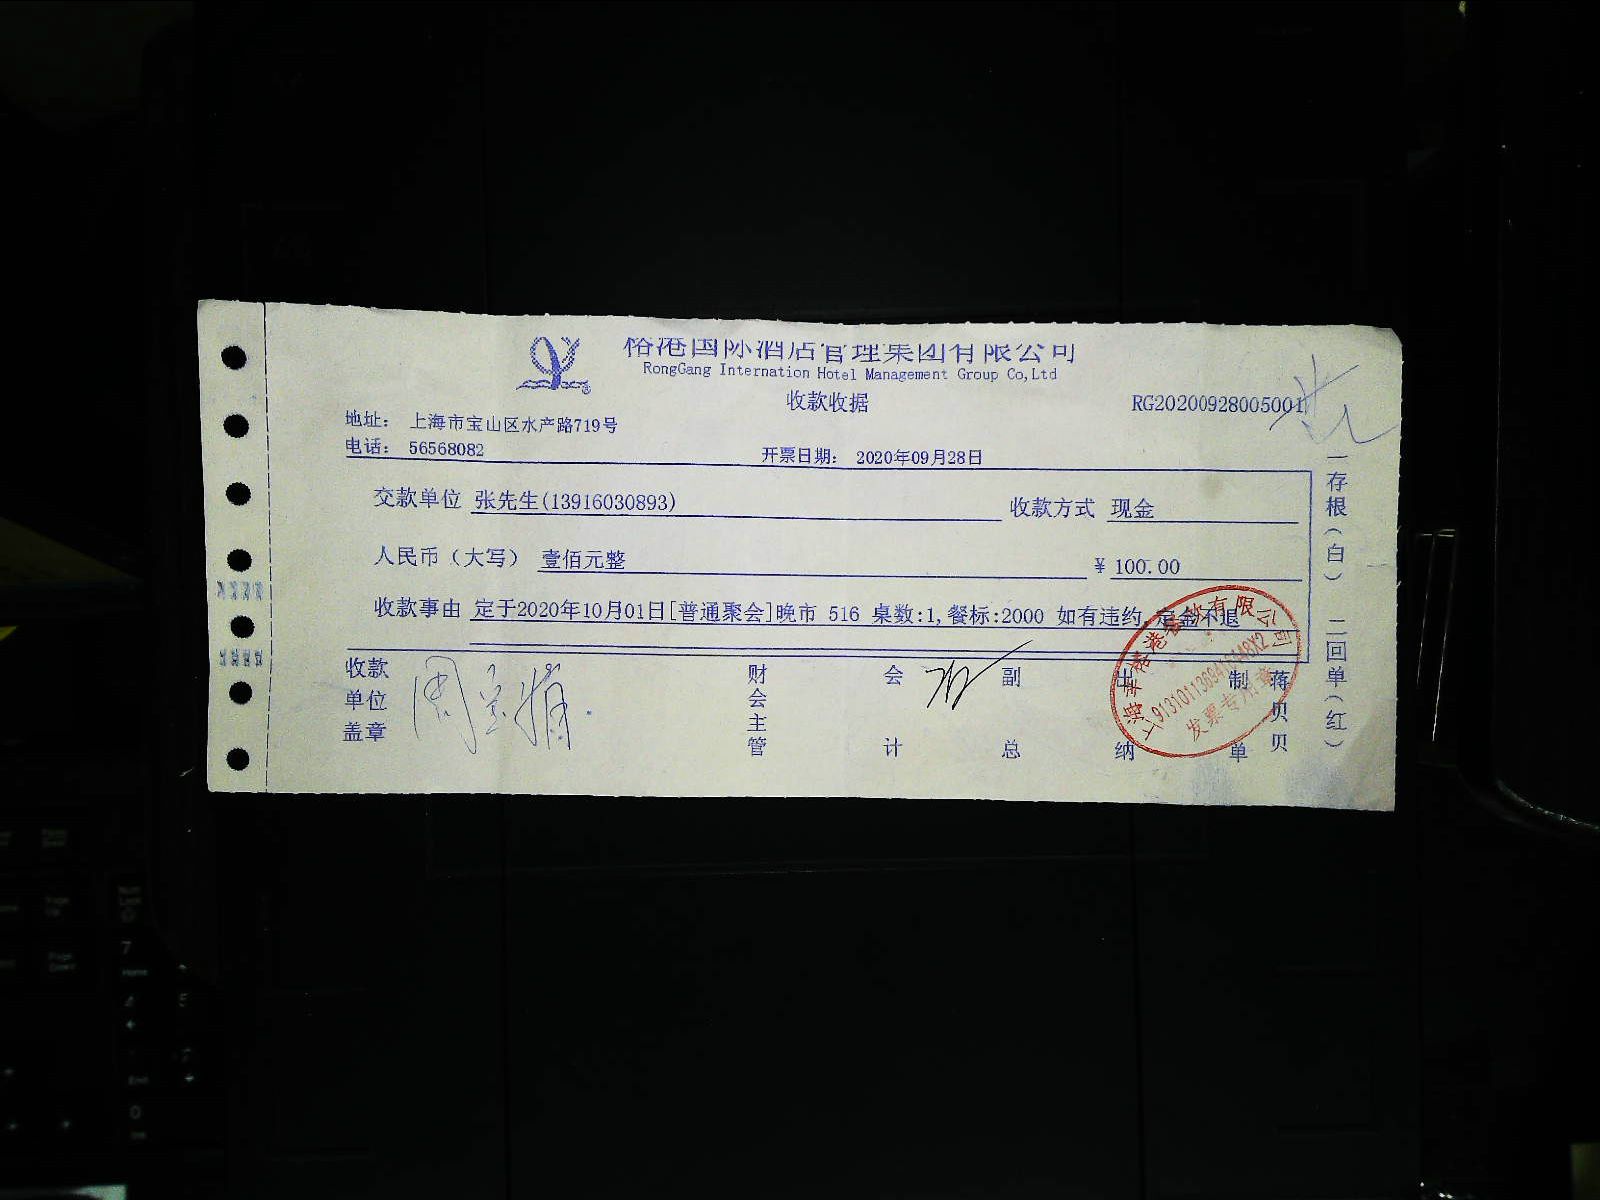 榕港国际酒店管理集团有限公司
RongGang Internation Hotel Management Group Co,Ltd
收款收据
RG20200928005001
地址： 上海市宝山区水产路719号
电话： 56568082
开票日期： 2020年09月28日
交款单位 张先生(13916030893)
收款方式 现金
人民币（大写） 壹佰元整
¥ 100.00
收款事由 定于2020年10月01日[普通聚会]晚市 516 桌数:1,餐标:2000 如有违约,定金不退
收款单位盖章
财会主管
会计
副总
出纳
制单
蒋贝贝
一存根（白） 二回单（红）
发票专用章
7
Home
4
5
End
0